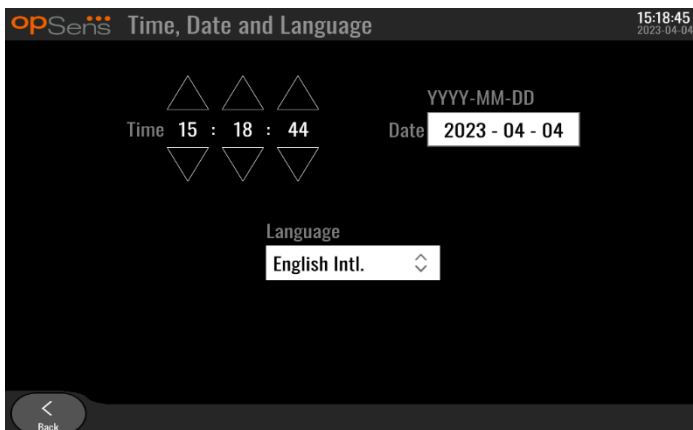 opSens Time, Date and Language 15:18:45
2023-04-04
YYYY-MM-DD
Time 15 : 18 : 44 Date 2023 - 04 - 04
Language
English Intl.
Back